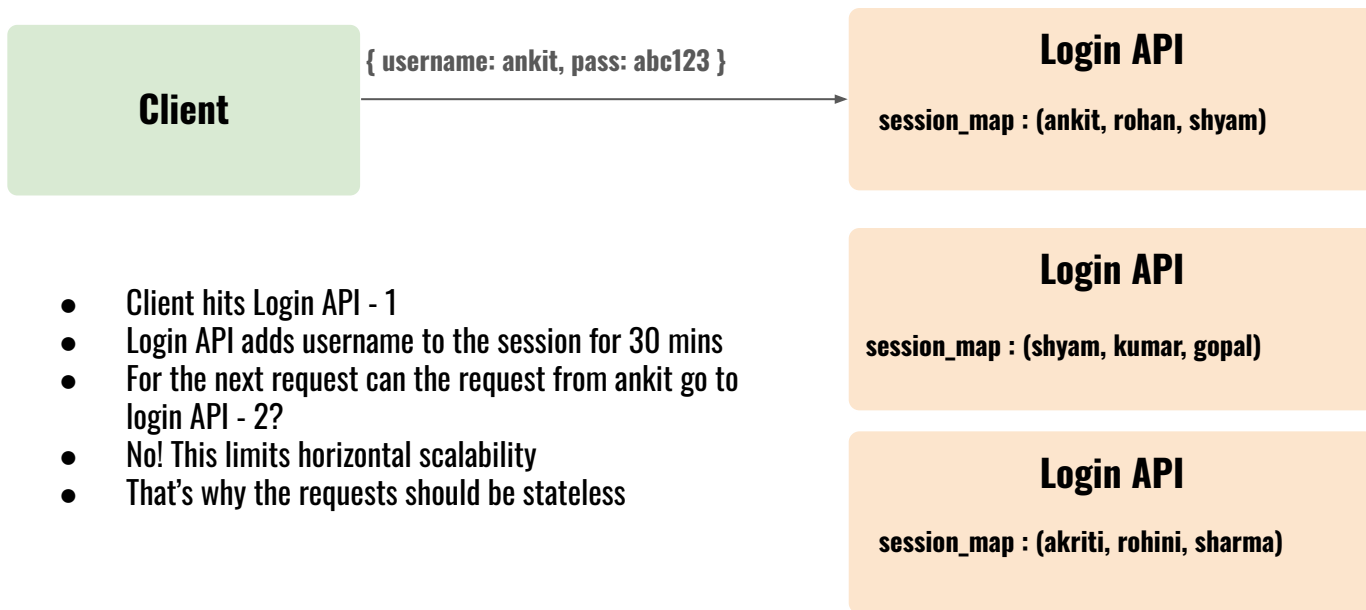 Client
{ username: ankit, pass: abc123 }
Login API
session_map : (ankit, rohan, shyam)
Login API
session_map : (shyam, kumar, gopal)
Login API
session_map : (akriti, rohini, sharma)
● Client hits Login API - 1
● Login API adds username to the session for 30 mins
● For the next request can the request from ankit go to
login API - 2?
● No! This limits horizontal scalability
● That’s why the requests should be stateless